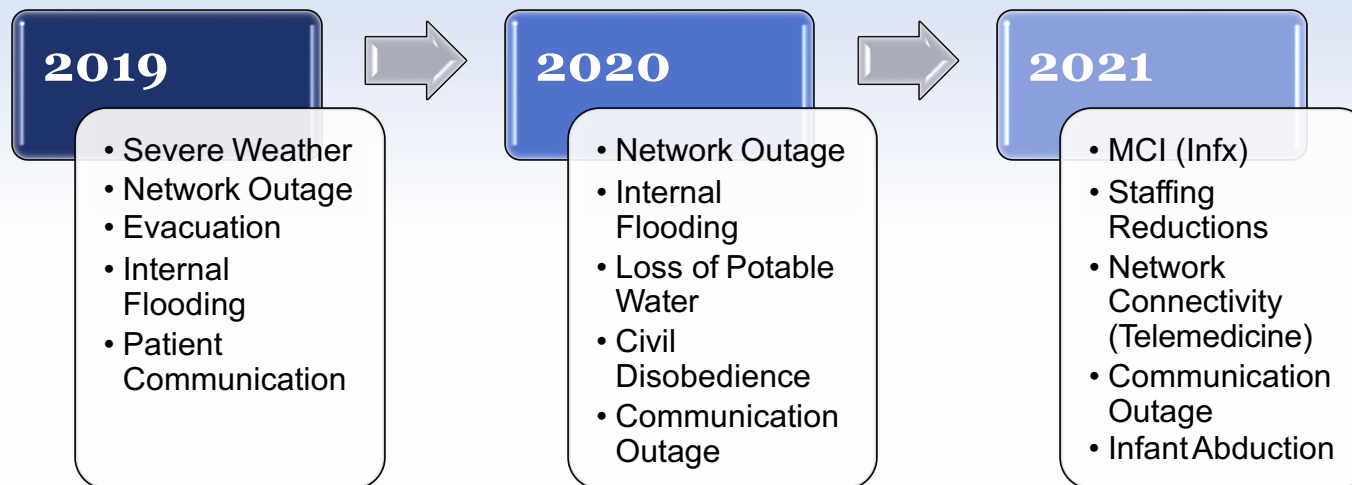 2019
• Severe Weather
• Network Outage
• Evacuation
• Internal
Flooding
• Patient
Communication
2020
• Network Outage
• Internal
Flooding
• Loss of Potable
Water
• Civil
Disobedience
• Communication
Outage
2021
• MCI (Infx)
• Staffing
Reductions
• Network
Connectivity
(Telemedicine)
• Communication
Outage
• Infant Abduction